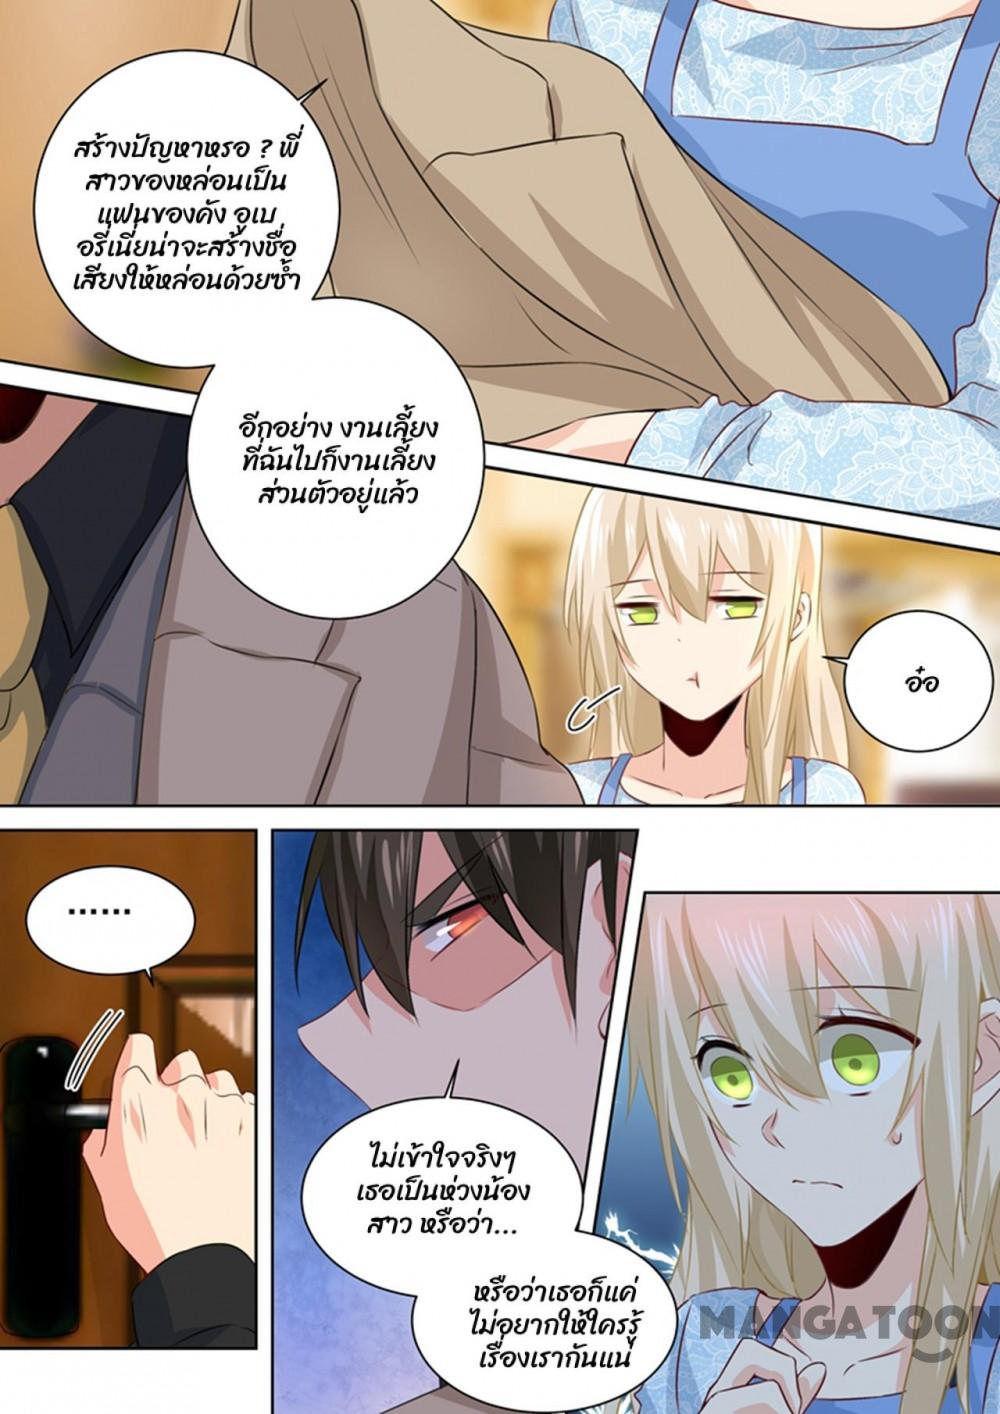 สร้างปัญหาหรอ ? พี่
สาวของหล่อนเป็น
แฟนของคัง อูเบ
อรี่เนี่ยน่าจะสร้างชื่อ
เสียงให้หล่อนด้วยซ้ำ
อีกอย่าง งานเลี้ยง
ที่ฉันไปก็งานเลี้ยง
ส่วนตัวอยู่แล้ว
อ๋อ
......
ไม่เข้าใจจริงๆ
เธอเป็นห่วงน้อง
สาว หรือว่า...
หรือว่าเธอก็แค่
ไม่อยากให้ใครรู้
เรื่องเรากันแน่
MANGATOON